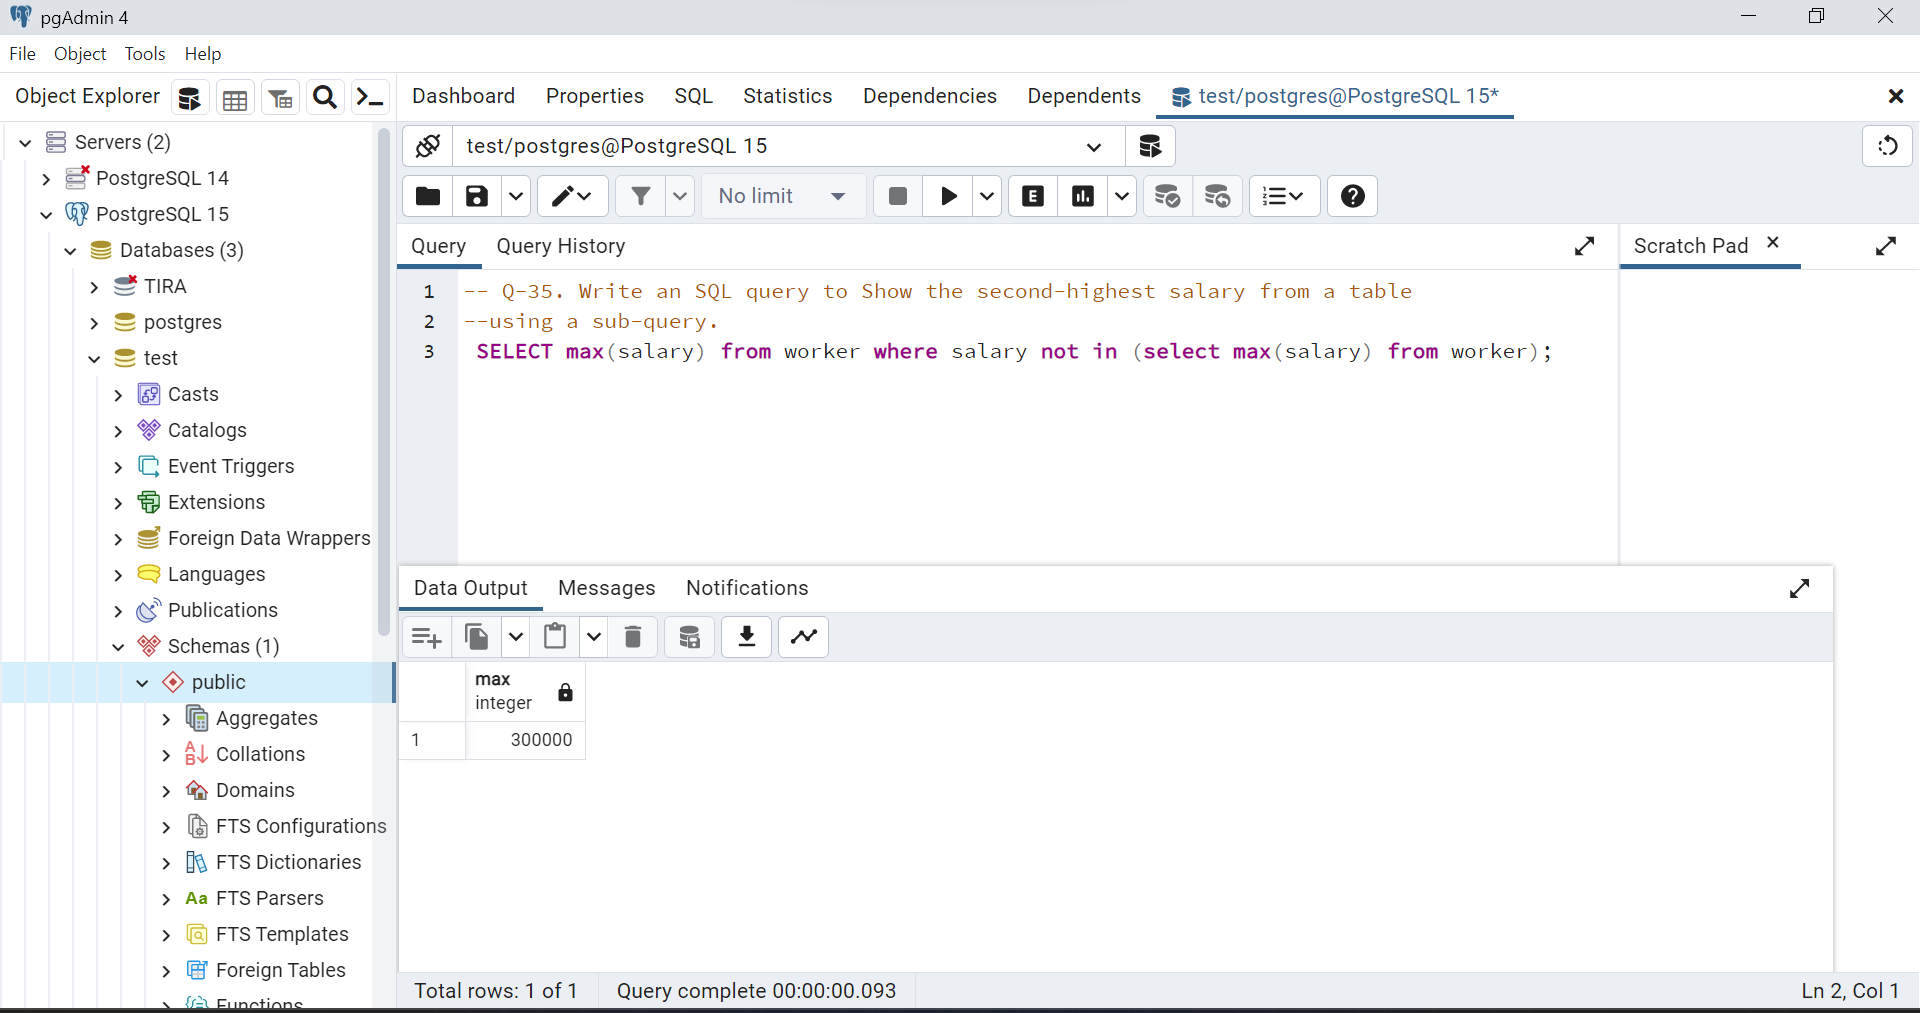 pgAdmin 4
File Object Tools Help
Object Explorer
Dashboard Properties SQL Statistics Dependencies Dependents test/postgres@PostgreSQL 15*
Servers (2)
PostgreSQL 14
PostgreSQL 15
Databases (3)
TIRA
postgres
test
Casts
Catalogs
Event Triggers
Extensions
Foreign Data Wrappers
Languages
Publications
Schemas (1)
public
Aggregates
Collations
Domains
FTS Configurations
FTS Dictionaries
Aa FTS Parsers
FTS Templates
Foreign Tables
Functions
test/postgres@PostgreSQL 15
No limit
E
Query Query History
Scratch Pad
1 -- Q-35. Write an SQL query to Show the second-highest salary from a table
2 --using a sub-query.
3 SELECT max(salary) from worker where salary not in (select max(salary) from worker);
Data Output Messages Notifications
max
integer
1 300000
Total rows: 1 of 1 Query complete 00:00:00.093 Ln 2, Col 1